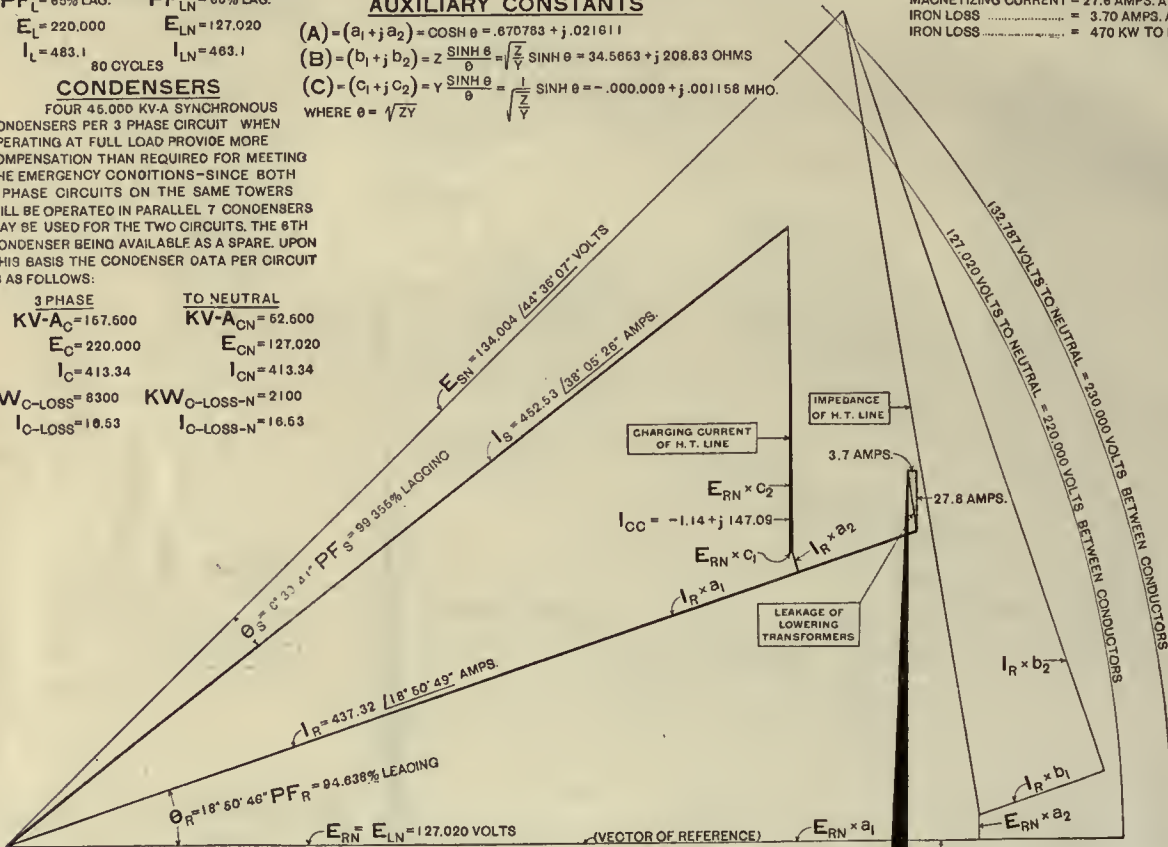 PF_L = 85% LAG. PF_LN = 85% LAG.
E_L = 220.000 E_LN = 127.020
I_L = 483.1 I_LN = 463.1
80 CYCLES
CONDENSERS
FOUR 45.000 KV-A SYNCHRONOUS
ONDENSERS PER 3 PHASE CIRCUIT WHEN
PERATING AT FULL LOAD PROVIDE MORE
OMPENSATION THAN REQUIRED FOR MEETING
HE EMERGENCY CONDITIONS-SINCE BOTH
PHASE CIRCUITS ON THE SAME TOWERS
ILL BE OPERATED IN PARALLEL 7 CONDENSERS
AY BE USED FOR THE TWO CIRCUITS. THE 8TH
ONDENSER BEING AVAILABLE AS A SPARE. UPON
HIS BASIS THE CONDENSER DATA PER CIRCUIT
S AS FOLLOWS:
3 PHASE TO NEUTRAL
KV-A_C = 157.500 KV-A_CN = 52.500
E_C = 220.000 E_CN = 127.020
I_C = 413.34 I_CN = 413.34
KW_C-LOSS = 6300 KW_C-LOSS-N = 2100
I_C-LOSS = 16.53 I_C-LOSS-N = 16.53
AUXILIARY CONSTANTS
(A) = (a₁ + j a₂) = COSH θ = .670783 + j .021611
(B) = (b₁ + j b₂) = Z SINH θ / θ = √(Z/Y) SINH θ = 34.5653 + j 208.83 OHMS
(C) = (c₁ + j c₂) = Y SINH θ / θ = 1/√(Z/Y) SINH θ = -.000.009 + j .001158 MHO.
WHERE θ = √ZY
MAGNETIZING CURRENT = 27.8 AMPS. A
IRON LOSS = 3.70 AMPS. A
IRON LOSS = 470 KW TO
E_SN = 134.004 /44° 36' 07" VOLTS
I_S = 452.53 /38° 05' 26" AMPS.
θ_S = 6° 30' 41" PF_S = 99.355% LAGGING
CHARGING CURRENT
OF H.T. LINE
IMPEDANCE
OF H.T. LINE
3.7 AMPS.
27.8 AMPS.
E_RN × c₂
I_CC = -1.14 + j 147.09
E_RN × c₁
I_R × a₂
I_R × a₁
LEAKAGE OF
LOWERING
TRANSFORMERS
132.787 VOLTS TO NEUTRAL = 230.000 VOLTS BETWEEN CONDUCTORS
127.020 VOLTS TO NEUTRAL = 220.000 VOLTS BETWEEN CONDUCTORS
I_R × b₂
I_R = 437.32 /18° 50' 49" AMPS.
θ_R = 18° 50' 46" PF_R = 94.638% LEADING
I_R × b₁
E_RN × a₂
E_RN = E_LN = 127.020 VOLTS (VECTOR OF REFERENCE) E_RN × a₁